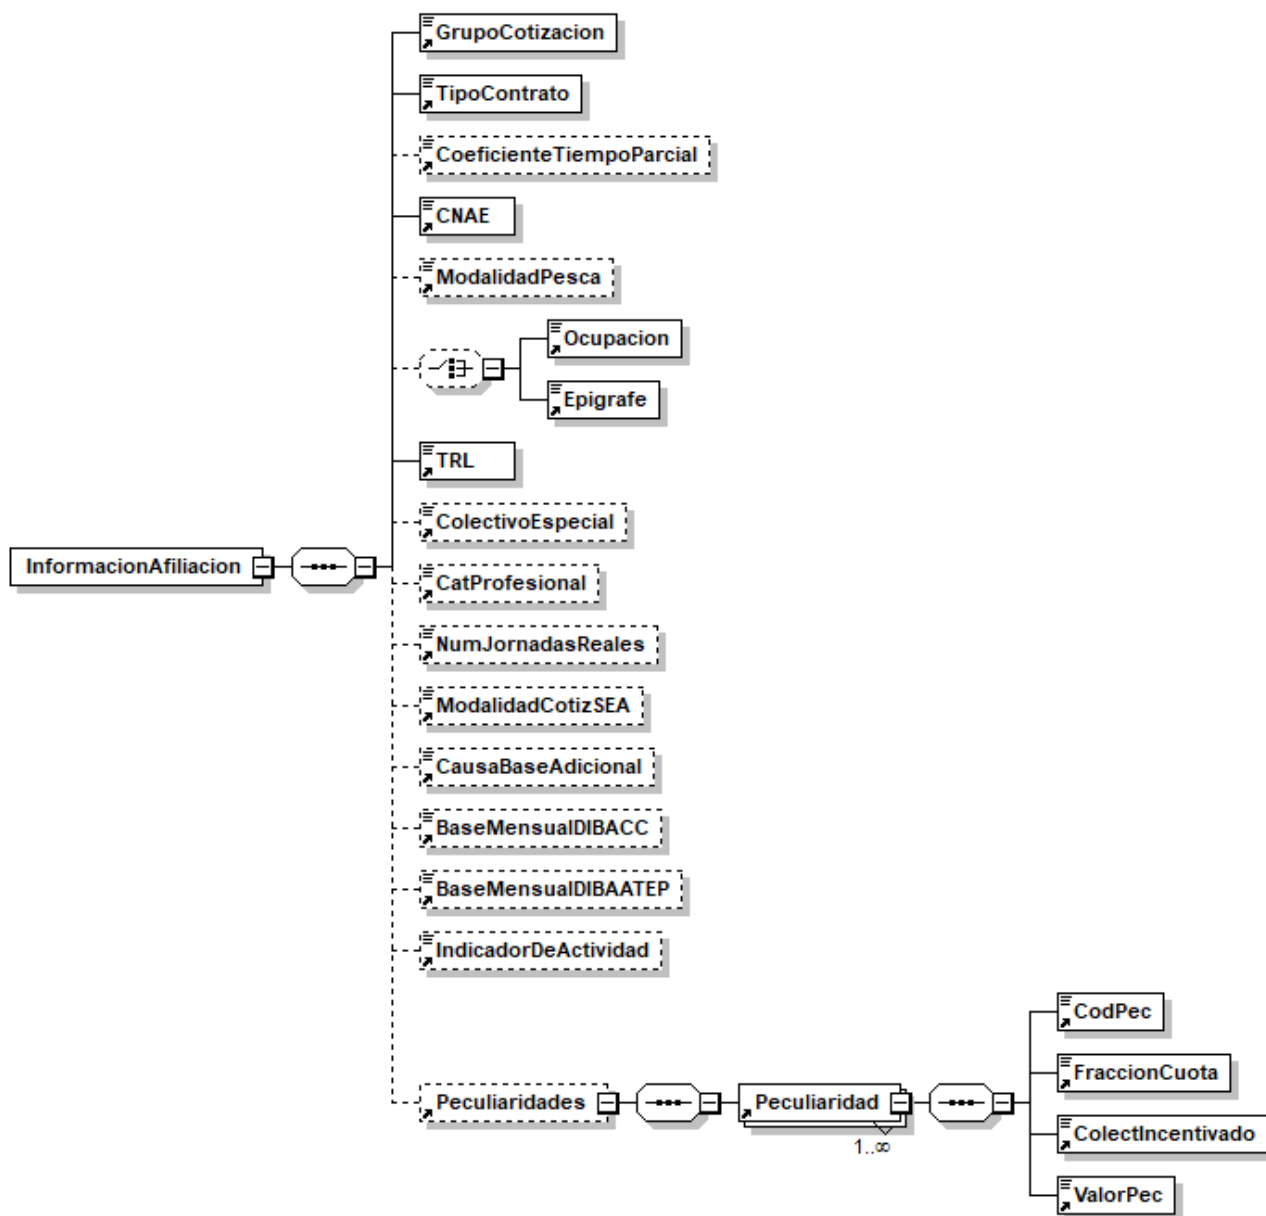 GrupoCotizacion
TipoContrato
CoeficienteTiempoParcial
CNAE
ModalidadPesca
Ocupacion
Epigrafe
TRL
ColectivoEspecial
InformacionAfiliacion
CatProfesional
NumJornadasReales
ModalidadCotizSEA
CausaBaseAdicional
BaseMensualDIBACC
BaseMensualDIBAATEP
IndicadorDeActividad
Peculiaridades
Peculiaridad
1..∞
CodPec
FraccionCuota
ColectIncentivado
ValorPec